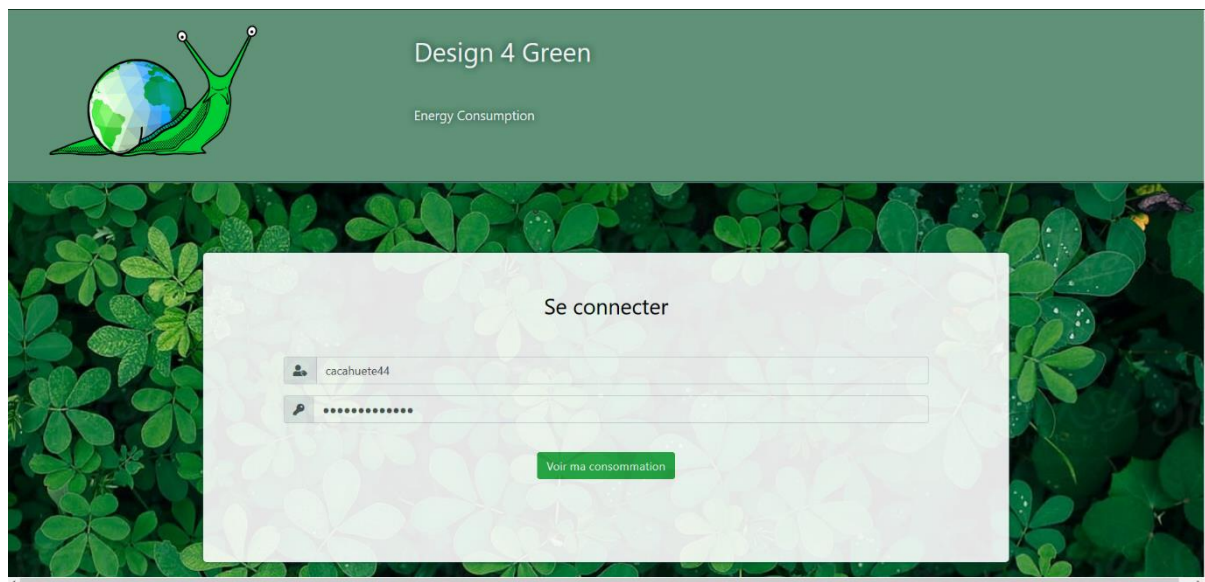 Design 4 Green
Energy Consumption
Se connecter
cacahuete44
•••••••••••••
Voir ma consommation